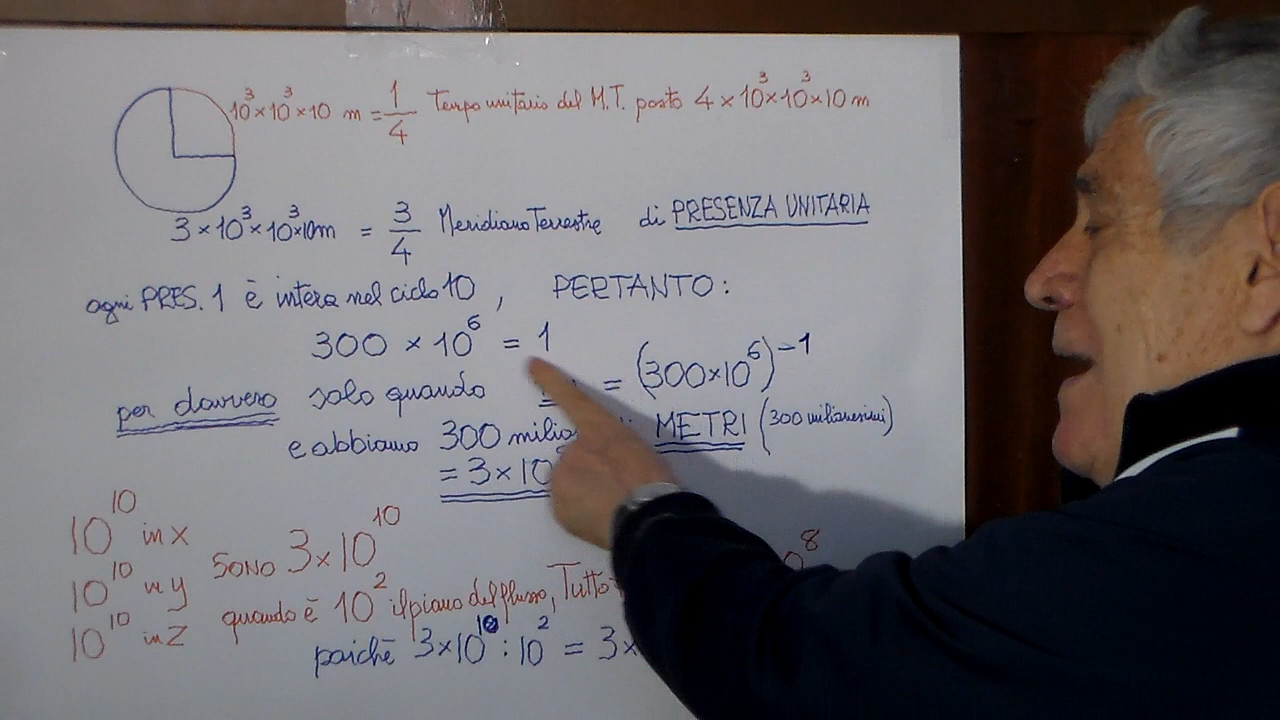 10³×10³×10 m = 1/4 Tempo unitario del M.T. posto 4×10³×10³×10 m
3×10³×10³×10m = 3/4 Meridiano Terrestre di PRESENZA UNITARIA
ogni PRES. 1 è intera nel ciclo 10, PERTANTO:
300 × 10⁶ = 1
per davvero solo quando = (300×10⁶)⁻¹
e abbiamo 300 METRI (300 milionesimi)
= 3×10
10¹⁰ in x
10¹⁰ in y
10¹⁰ in Z
SONO 3×10¹⁰
quando è 10² il piano del flusso, Tutto 8
poichè 3×10¹⁰ : 10² = 3×